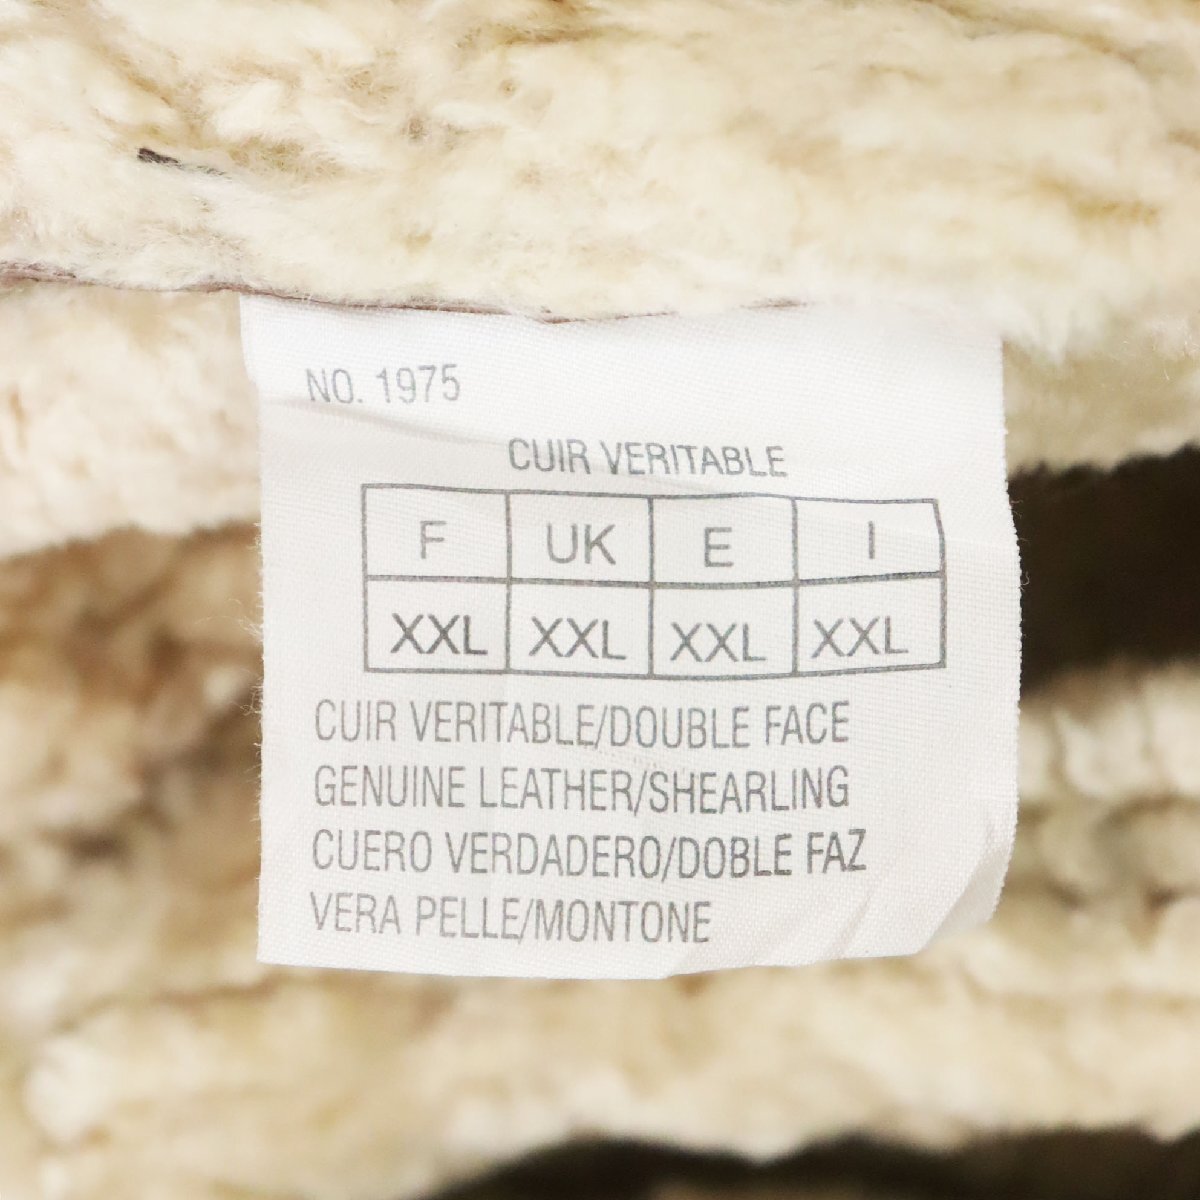 NO. 1975
CUIR VERITABLE
F UK E I
XXL XXL XXL XXL
CUIR VERITABLE/DOUBLE FACE
GENUINE LEATHER/SHEARLING
CUERO VERDADERO/DOBLE FAZ
VERA PELLE/MONTONE